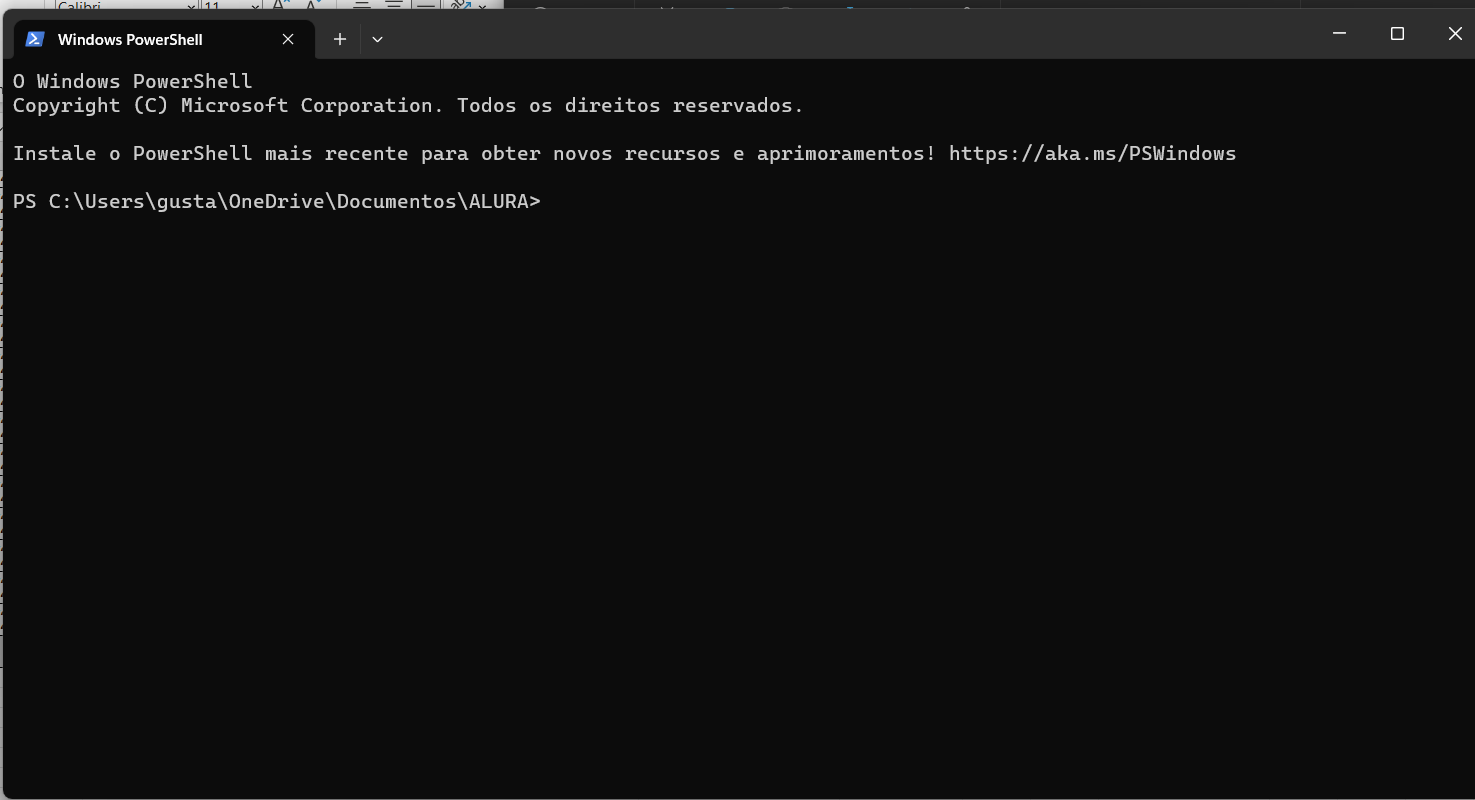 Calibri
11
Windows PowerShell
O Windows PowerShell
Copyright (C) Microsoft Corporation. Todos os direitos reservados.
Instale o PowerShell mais recente para obter novos recursos e aprimoramentos! https://aka.ms/PSWindows
PS C:\Users\gusta\OneDrive\Documentos\ALURA>